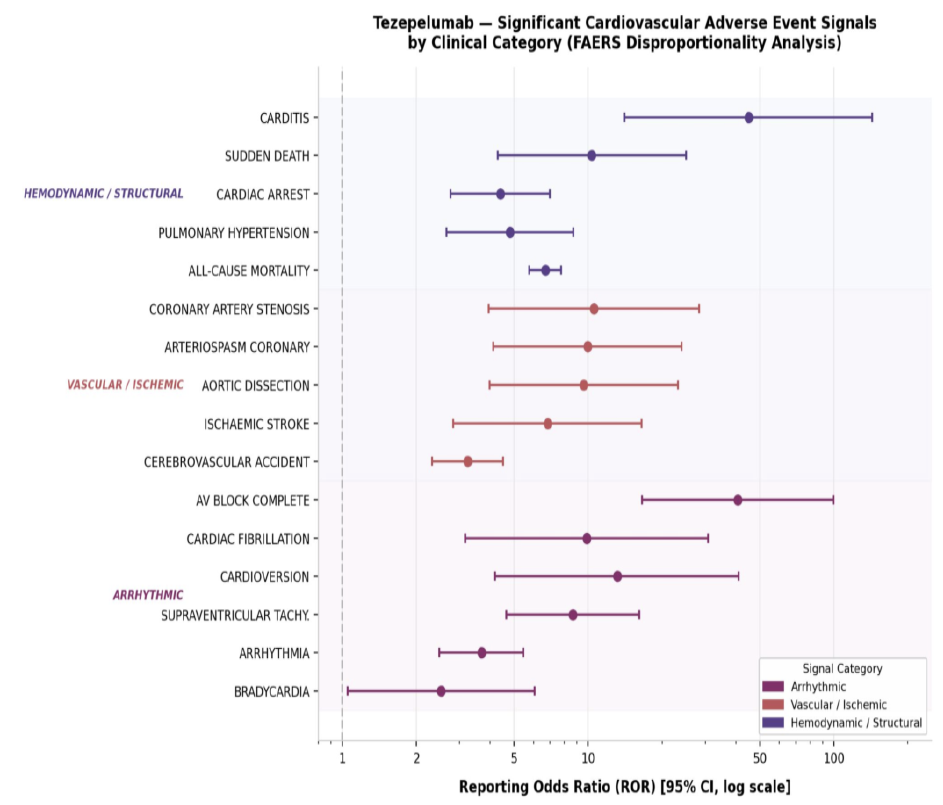 Tezepelumab — Significant Cardiovascular Adverse Event Signals
by Clinical Category (FAERS Disproportionality Analysis)
CARDITIS
SUDDEN DEATH
HEMODYNAMIC / STRUCTURAL
CARDIAC ARREST
PULMONARY HYPERTENSION
ALL-CAUSE MORTALITY
CORONARY ARTERY STENOSIS
ARTERIOSPASM CORONARY
VASCULAR / ISCHEMIC
AORTIC DISSECTION
ISCHAEMIC STROKE
CEREBROVASCULAR ACCIDENT
AV BLOCK COMPLETE
CARDIAC FIBRILLATION
CARDIOVERSION
ARRHYTHMIC
SUPRAVENTRICULAR TACHY.
ARRHYTHMIA
BRADYCARDIA
Signal Category
Arrhythmic
Vascular / Ischemic
Hemodynamic / Structural
1 2 5 10 50 100
Reporting Odds Ratio (ROR) [95% CI, log scale]